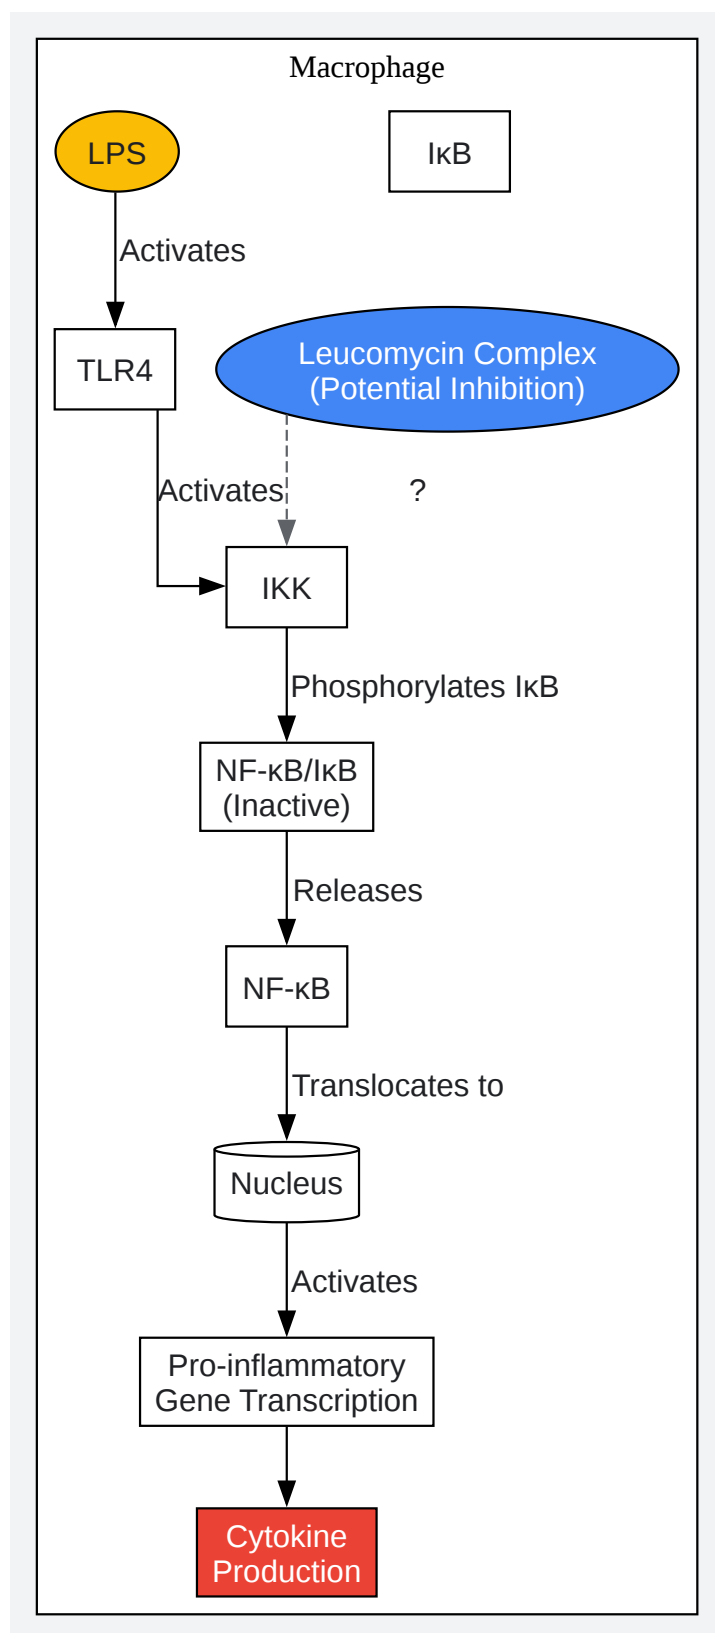 Macrophage
LPS
IκB
Activates
TLR4
Leucomycin Complex
(Potential Inhibition)
Activates
?
IKK
Phosphorylates IκB
NF-κB/IκB
(Inactive)
Releases
NF-κB
Translocates to
Nucleus
Activates
Pro-inflammatory
Gene Transcription
Cytokine
Production